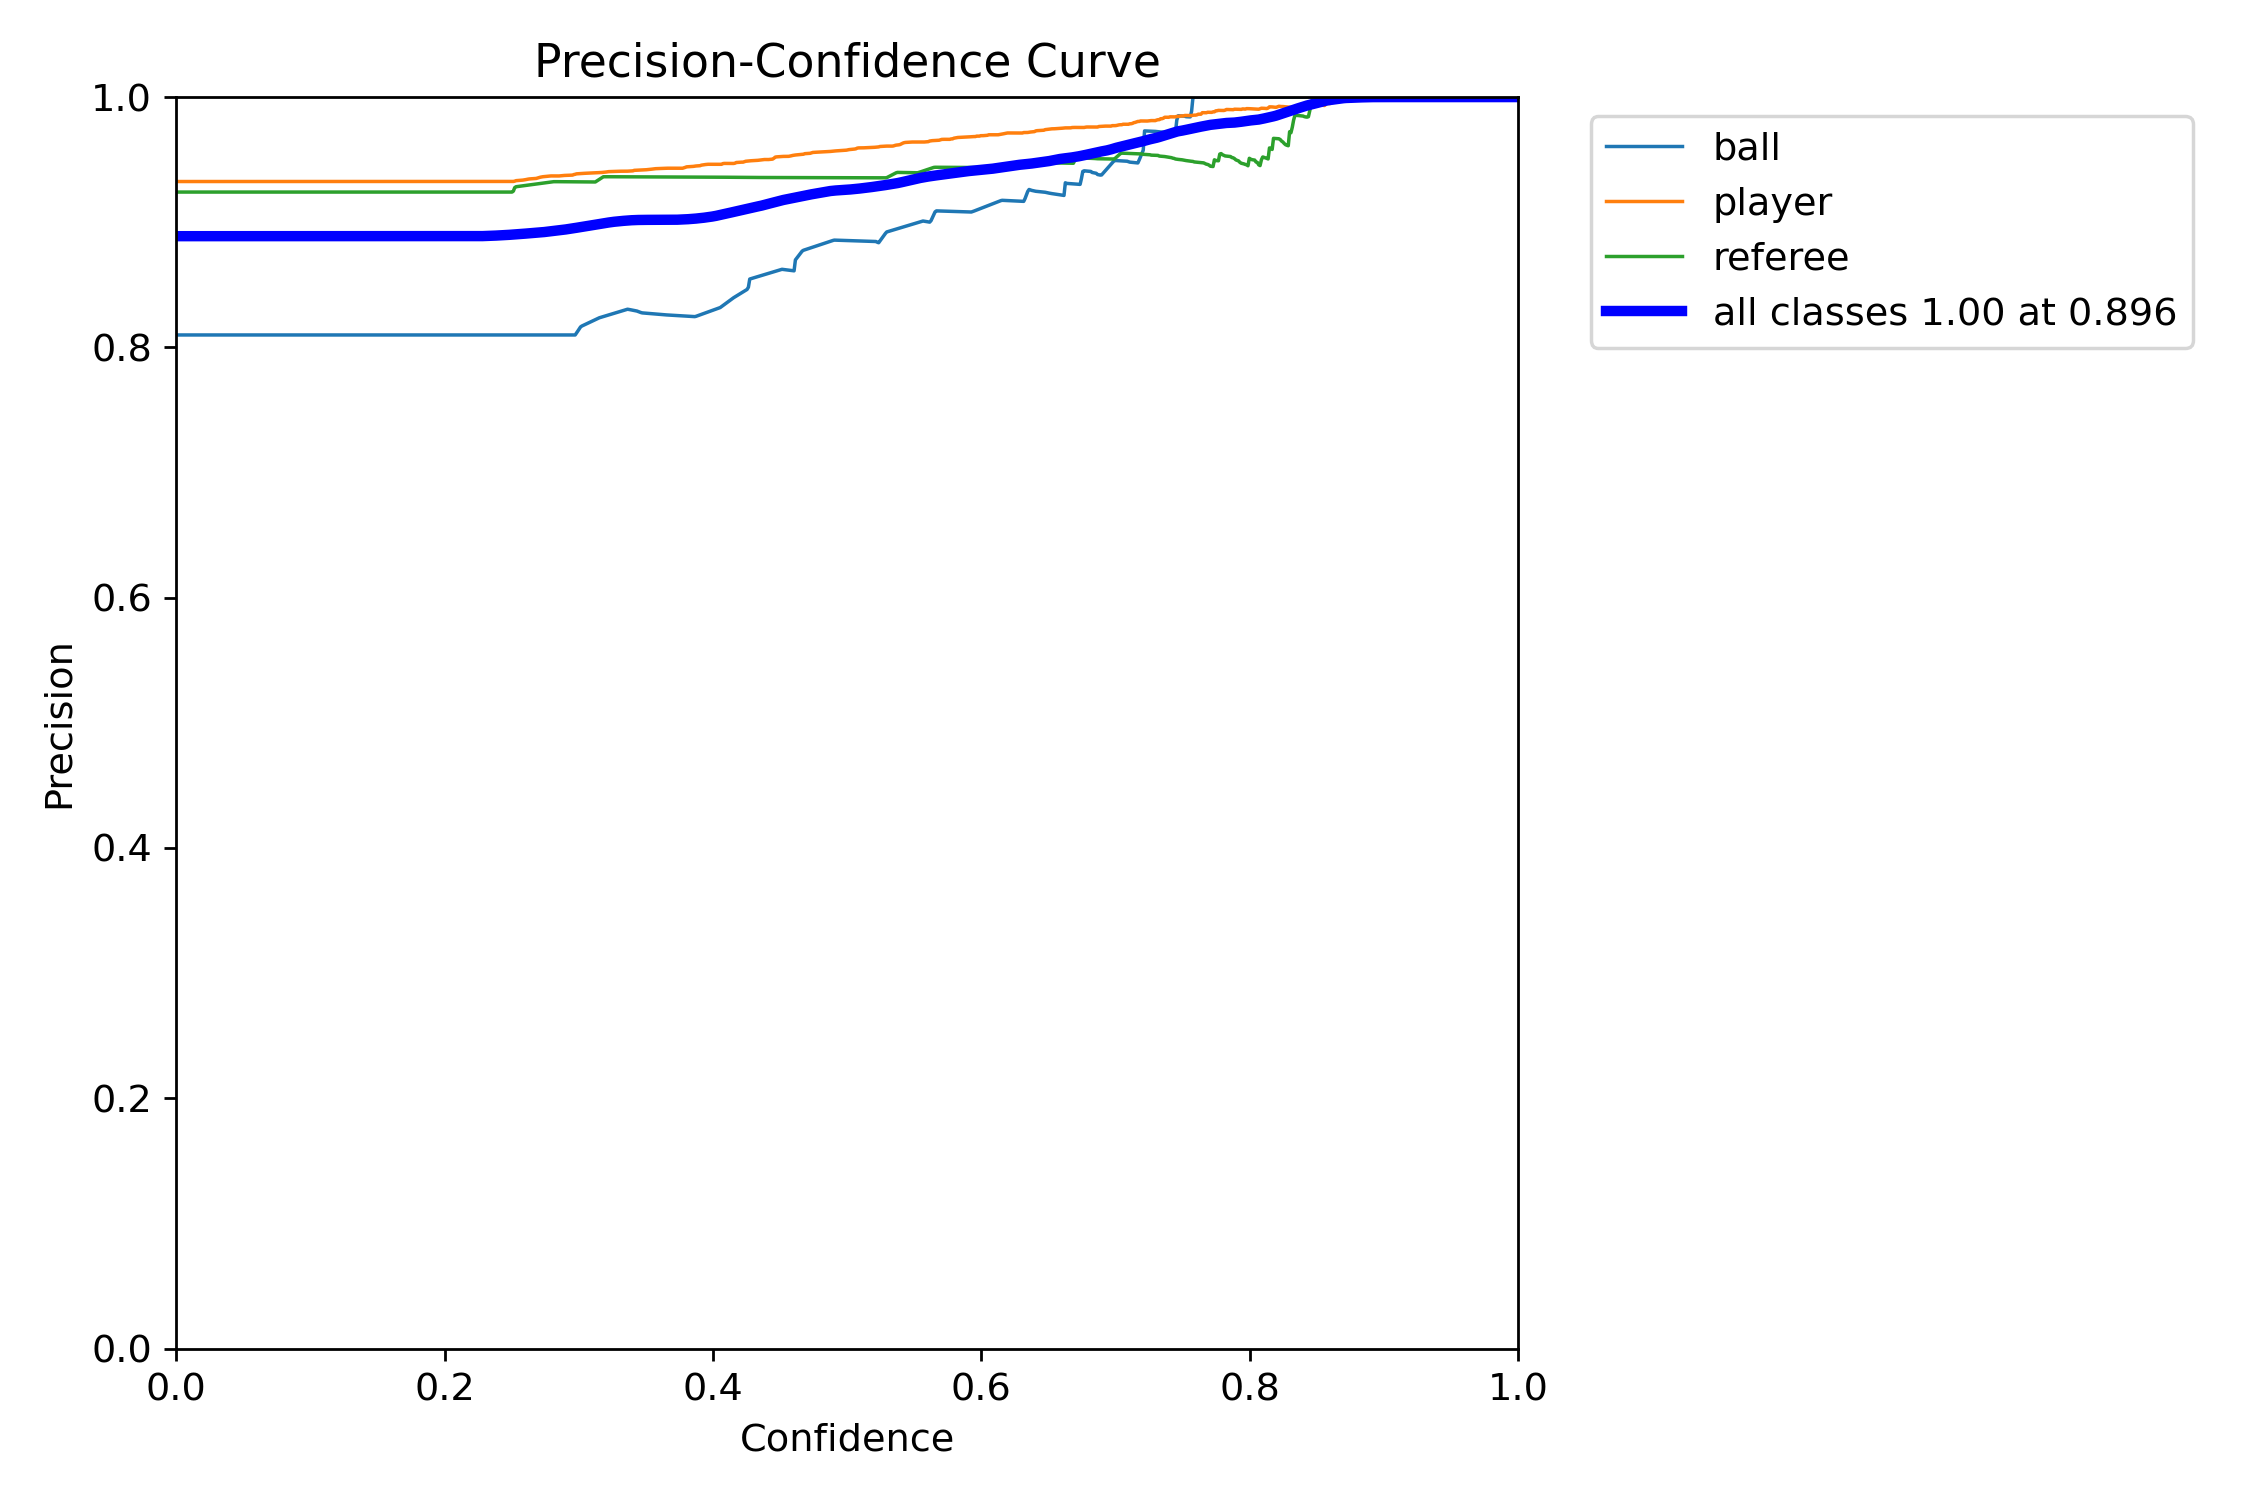 Precision-Confidence Curve
1.0
0.8
0.6
0.4
0.2
0.0
Precision
0.0 0.2 0.4 0.6 0.8 1.0
Confidence
ball
player
referee
all classes 1.00 at 0.896